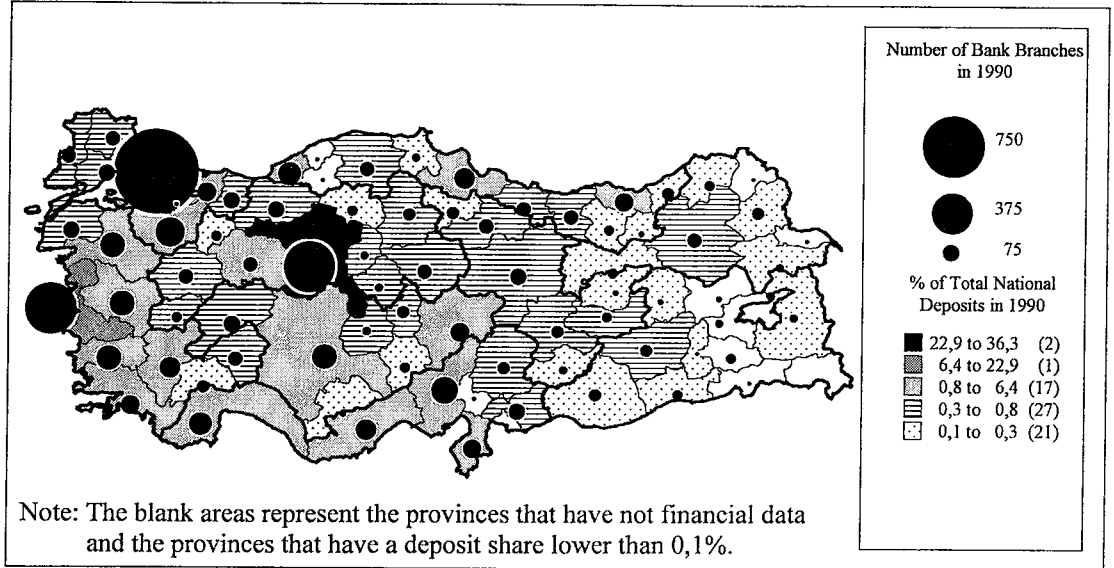 Number of Bank Branches
in 1990
750
375
75
% of Total National
Deposits in 1990
22,9 to 36,3 (2)
6,4 to 22,9 (1)
0,8 to 6,4 (17)
0,3 to 0,8 (27)
0,1 to 0,3 (21)
Note: The blank areas represent the provinces that have not financial data
and the provinces that have a deposit share lower than 0,1%.